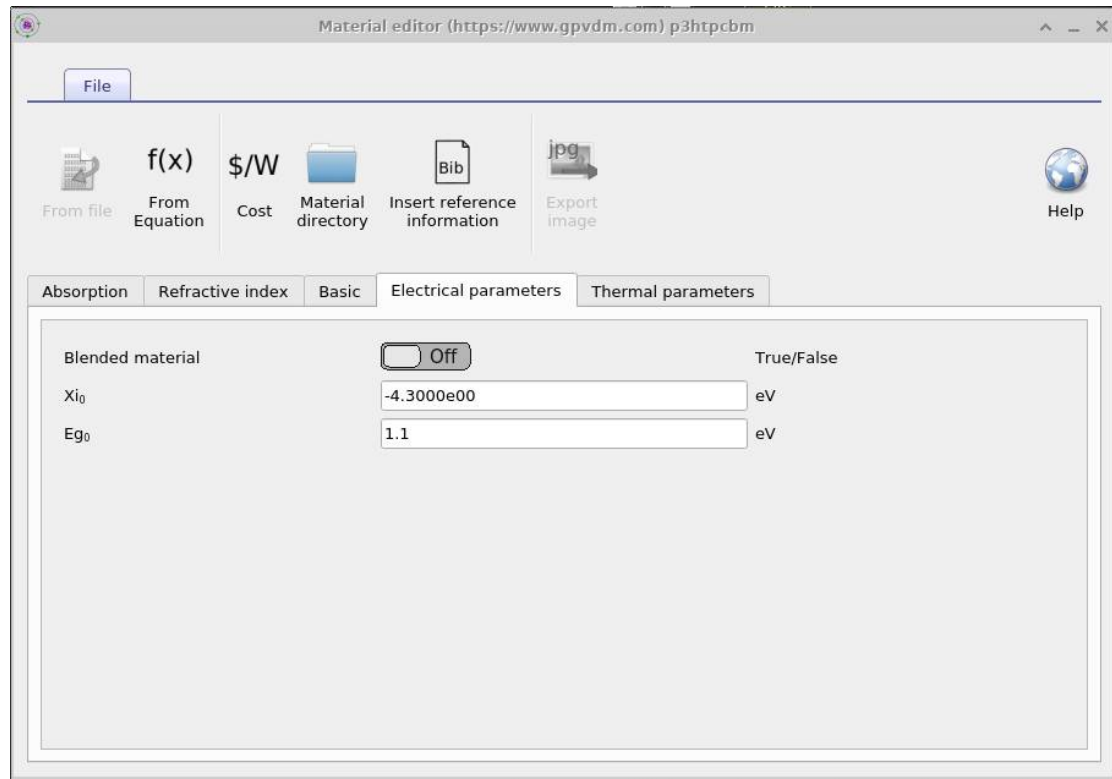 Material editor (https://www.gpvdm.com) p3htpcbm
File
From file
f(x)
From
Equation
$/W
Cost
Material
directory
Bib
Insert reference
information
jpg
Export
image
Help
Absorption
Refractive index
Basic
Electrical parameters
Thermal parameters
Blended material Off True/False
Xi₀ -4.3000e00 eV
Eg₀ 1.1 eV